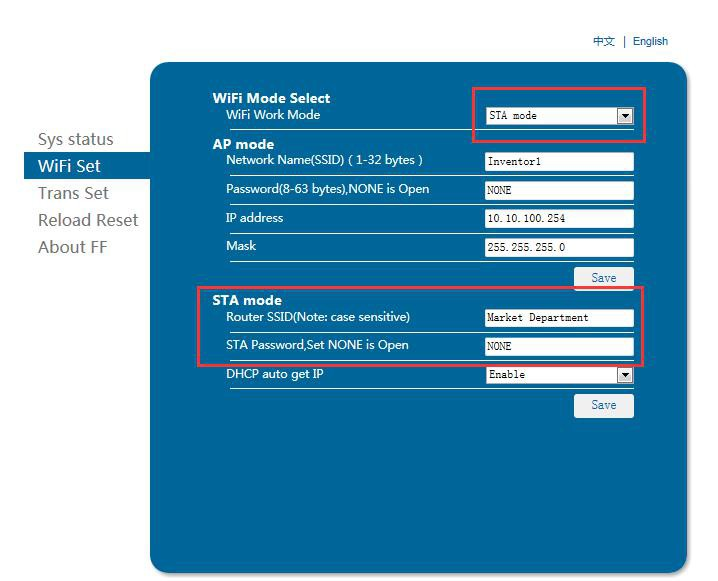 中文 | English
WiFi Mode Select
WiFi Work Mode STA mode
Sys status
WiFi Set
Trans Set
Reload Reset
About FF
AP mode
Network Name(SSID) ( 1-32 bytes ) Inventor1
Password(8-63 bytes),NONE is Open NONE
IP address 10.10.100.254
Mask 255.255.255.0
Save
STA mode
Router SSID(Note: case sensitive) Market Department
STA Password,Set NONE is Open NONE
DHCP auto get IP Enable
Save